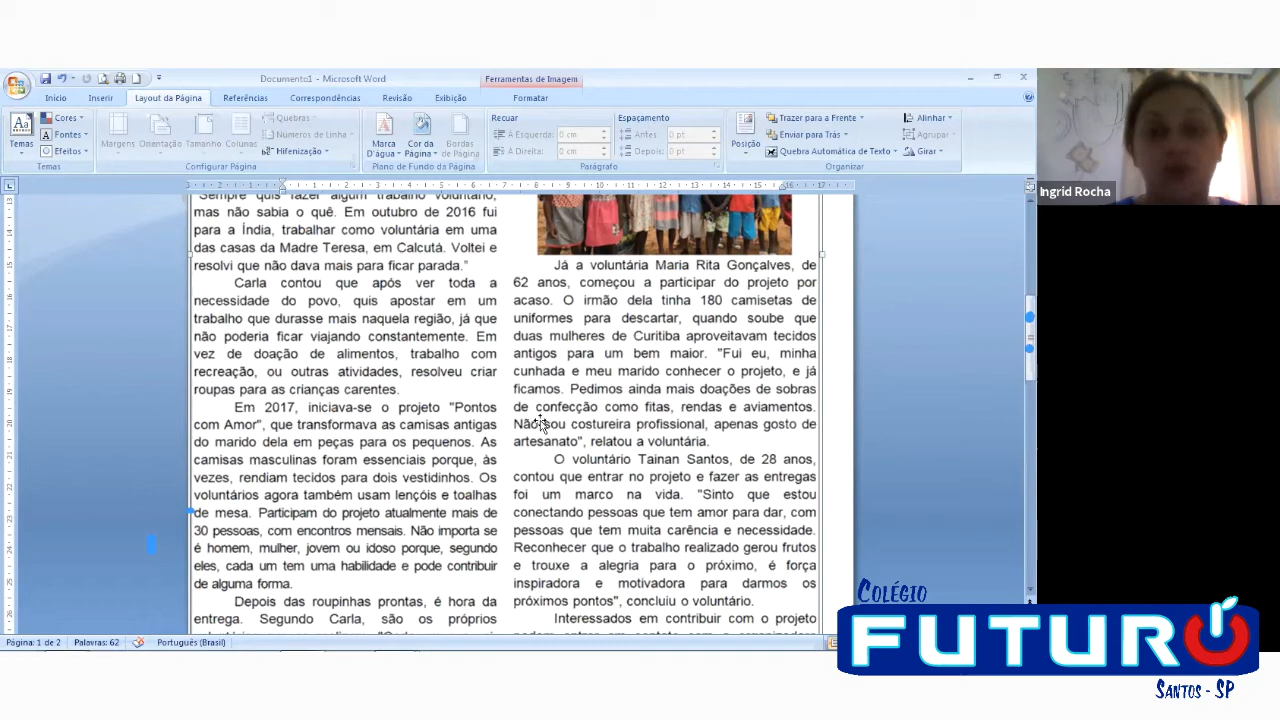 Documento1 - Microsoft Word
Ferramentas de Imagem
Início
Inserir
Layout da Página
Referências
Correspondências
Revisão
Exibição
Formatar
Cores
Fontes
Efeitos
Temas
Temas
Margens
Orientação
Tamanho
Colunas
Quebras
Números de Linha
Hifenização
Configurar Página
Marca D'água
Cor da Página
Bordas de Página
Plano de Fundo da Página
Recuar
À Esquerda: 0 cm
À Direita: 0 cm
Espaçamento
Antes: 0 pt
Depois: 0 pt
Parágrafo
Posição
Trazer para a Frente
Enviar para Trás
Quebra Automática de Texto
Alinhar
Agrupar
Girar
Organizar
Ingrid Rocha
"Sempre quis fazer algum trabalho voluntário,
mas não sabia o quê. Em outubro de 2016 fui
para a Índia, trabalhar como voluntária em uma
das casas da Madre Teresa, em Calcutá. Voltei e
resolvi que não dava mais para ficar parada."
Carla contou que após ver toda a
necessidade do povo, quis apostar em um
trabalho que durasse mais naquela região, já que
não poderia ficar viajando constantemente. Em
vez de doação de alimentos, trabalho com
recreação, ou outras atividades, resolveu criar
roupas para as crianças carentes.
Em 2017, iniciava-se o projeto "Pontos
com Amor", que transformava as camisas antigas
do marido dela em peças para os pequenos. As
camisas masculinas foram essenciais porque, às
vezes, rendiam tecidos para dois vestidinhos. Os
voluntários agora também usam lençóis e toalhas
de mesa. Participam do projeto atualmente mais de
30 pessoas, com encontros mensais. Não importa se
é homem, mulher, jovem ou idoso porque, segundo
eles, cada um tem uma habilidade e pode contribuir
de alguma forma.
Depois das roupinhas prontas, é hora da
entrega. Segundo Carla, são os próprios
Já a voluntária Maria Rita Gonçalves, de
62 anos, começou a participar do projeto por
acaso. O irmão dela tinha 180 camisetas de
uniformes para descartar, quando soube que
duas mulheres de Curitiba aproveitavam tecidos
antigos para um bem maior. "Fui eu, minha
cunhada e meu marido conhecer o projeto, e já
ficamos. Pedimos ainda mais doações de sobras
de confecção como fitas, rendas e aviamentos.
Não sou costureira profissional, apenas gosto de
artesanato", relatou a voluntária.
O voluntário Tainan Santos, de 28 anos,
contou que entrar no projeto e fazer as entregas
foi um marco na vida. "Sinto que estou
conectando pessoas que tem amor para dar, com
pessoas que tem muita carência e necessidade.
Reconhecer que o trabalho realizado gerou frutos
e trouxe a alegria para o próximo, é força
inspiradora e motivadora para darmos os
próximos pontos", concluiu o voluntário.
Interessados em contribuir com o projeto
Página: 1 de 2
Palavras: 62
Português (Brasil)
COLÉGIO
FUTURO
SANTOS - SP